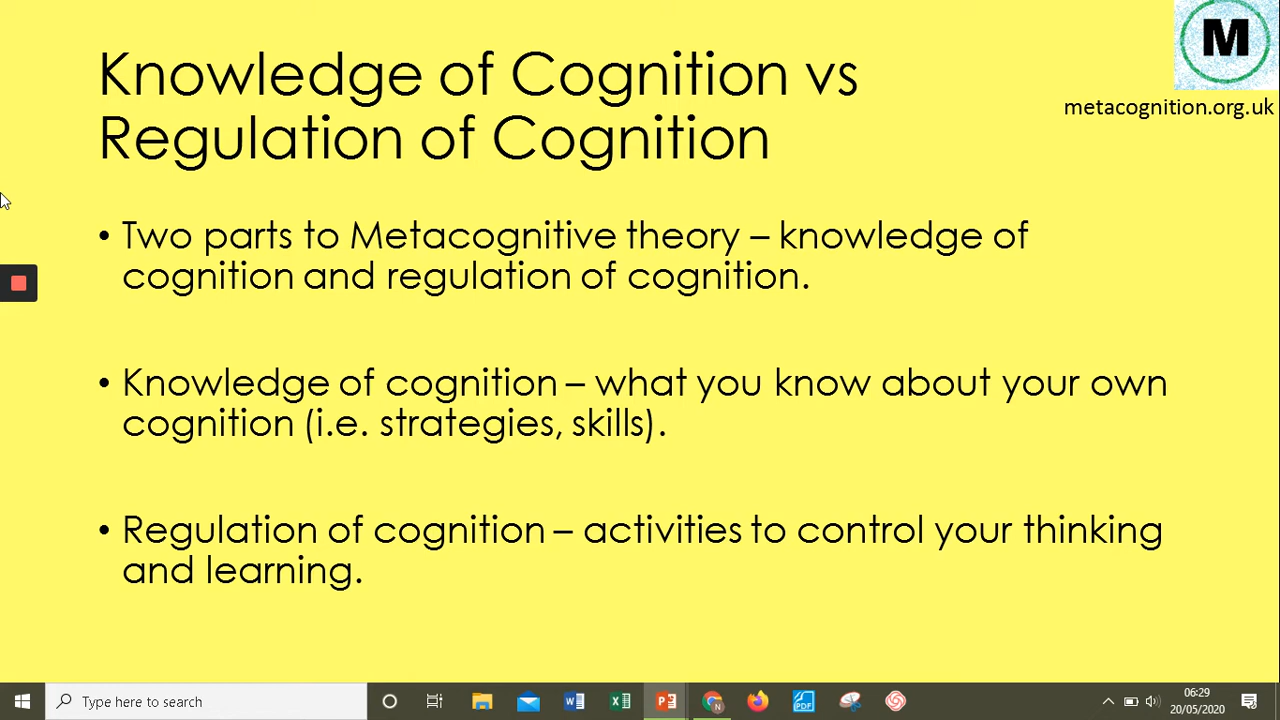 M
metacognition.org.uk
Knowledge of Cognition vs
Regulation of Cognition
• Two parts to Metacognitive theory – knowledge of
cognition and regulation of cognition.
• Knowledge of cognition – what you know about your own
cognition (i.e. strategies, skills).
• Regulation of cognition – activities to control your thinking
and learning.
Type here to search
06:29
20/05/2020